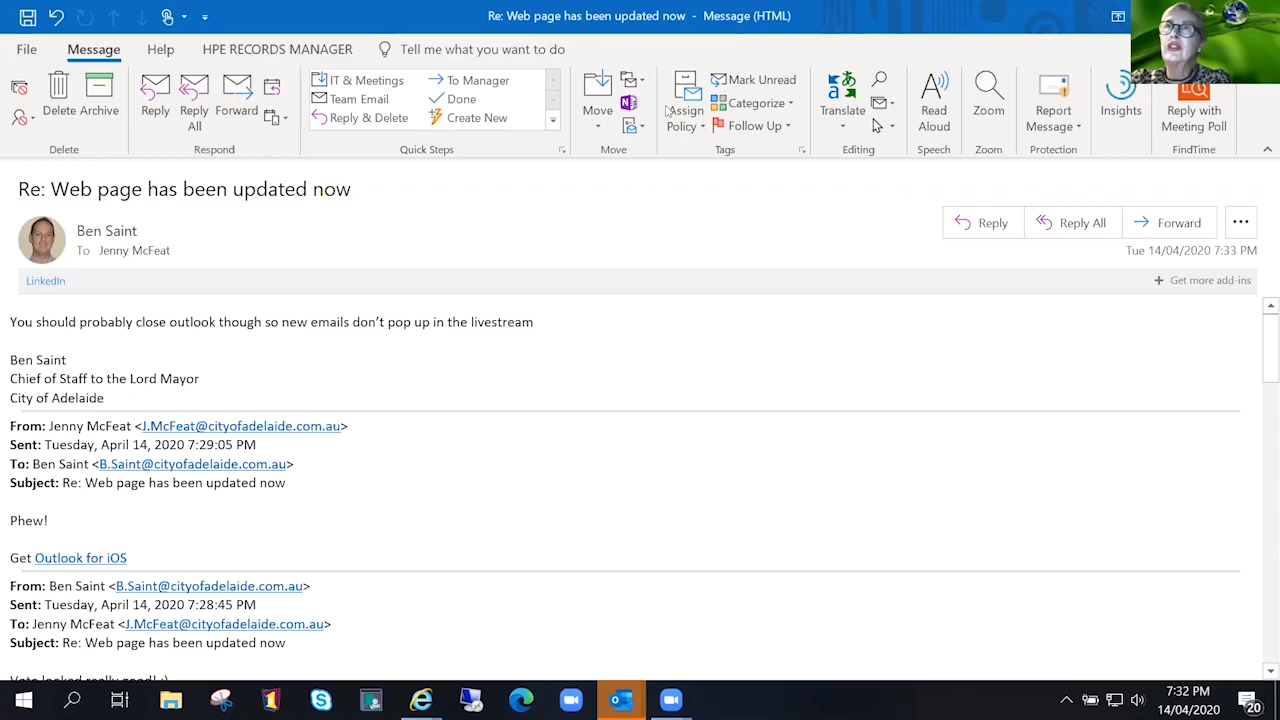 Re: Web page has been updated now - Message (HTML)
File Message Help HPE RECORDS MANAGER Tell me what you want to do
Delete Archive
Delete
Reply Reply All Forward
Respond
IT & Meetings To Manager
Team Email Done
Reply & Delete Create New
Quick Steps
Move
Move
Assign Policy
Mark Unread
Categorize
Follow Up
Tags
Translate
Editing
Read Aloud
Speech
Zoom
Zoom
Report Message
Protection
Insights
Reply with Meeting Poll
FindTime
Re: Web page has been updated now
Ben Saint
To Jenny McFeat
Reply Reply All Forward
Tue 14/04/2020 7:33 PM
LinkedIn
+ Get more add-ins
You should probably close outlook though so new emails don't pop up in the livestream
Ben Saint
Chief of Staff to the Lord Mayor
City of Adelaide
From: Jenny McFeat <J.McFeat@cityofadelaide.com.au>
Sent: Tuesday, April 14, 2020 7:29:05 PM
To: Ben Saint <B.Saint@cityofadelaide.com.au>
Subject: Re: Web page has been updated now
Phew!
Get Outlook for iOS
From: Ben Saint <B.Saint@cityofadelaide.com.au>
Sent: Tuesday, April 14, 2020 7:28:45 PM
To: Jenny McFeat <J.McFeat@cityofadelaide.com.au>
Subject: Re: Web page has been updated now
7:32 PM
14/04/2020
20